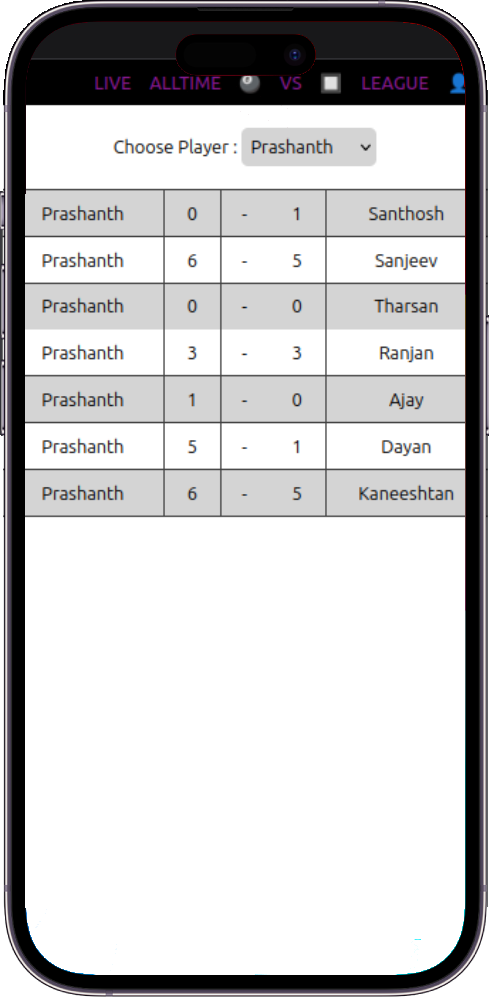 LIVE ALLTIME 🎱 VS 🔲 LEAGUE 👤
Choose Player : Prashanth
Prashanth 0 - 1 Santhosh
Prashanth 6 - 5 Sanjeev
Prashanth 0 - 0 Tharsan
Prashanth 3 - 3 Ranjan
Prashanth 1 - 0 Ajay
Prashanth 5 - 1 Dayan
Prashanth 6 - 5 Kaneeshtan